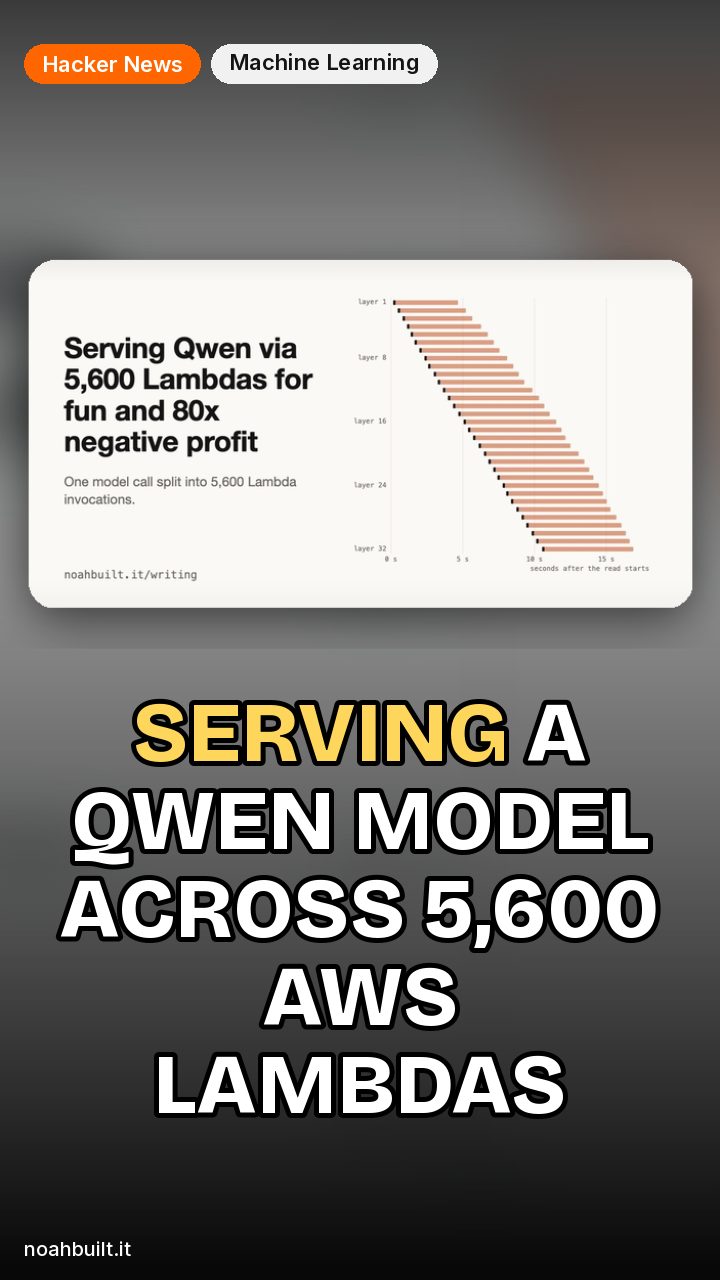 Hacker News
Machine Learning
Serving Qwen via
5,600 Lambdas for
fun and 80x
negative profit
One model call split into 5,600 Lambda
invocations.
noahbuilt.it/writing
layer 1
layer 8
layer 16
layer 24
layer 32
0 s
5 s
10 s
15 s
seconds after the read starts
SERVING A
QWEN MODEL
ACROSS 5,600
AWS
LAMBDAS
noahbuilt.it